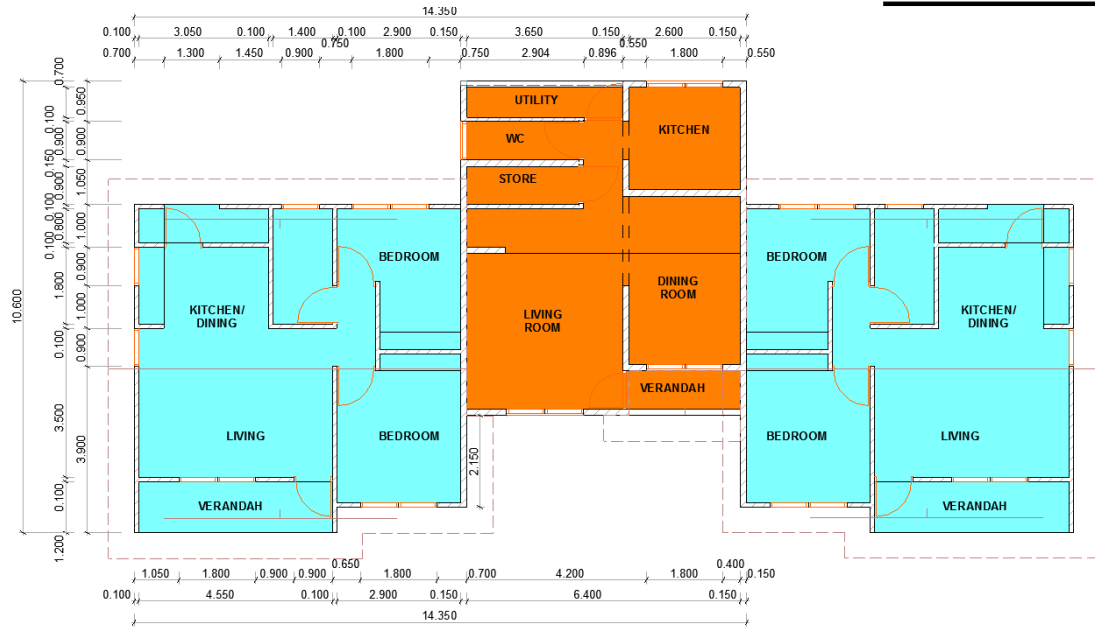 14.350
0.100 3.050 0.100 1.400 0.100 2.900 0.150 3.650 0.150 2.600 0.150
0.750 0.550
0.700 1.300 1.450 0.900 1.800 0.750 2.904 0.896 1.800 0.550
0.700
0.950
0.100
0.900
0.900
0.150
0.900
1.050
0.100
0.800
1.000
0.100
0.900
1.800
1.000
0.100
0.900
3.500
3.900
0.100
1.200
10.600
UTILITY
WC
KITCHEN
STORE
BEDROOM
BEDROOM
KITCHEN/
DINING
LIVING
ROOM
DINING
ROOM
KITCHEN/
DINING
VERANDAH
LIVING
BEDROOM
BEDROOM
LIVING
2.150
VERANDAH
VERANDAH
0.650 0.400
1.050 1.800 0.900 0.900 1.800 0.700 4.200 1.800 0.150
0.100 4.550 0.100 2.900 0.150 6.400 0.150
14.350